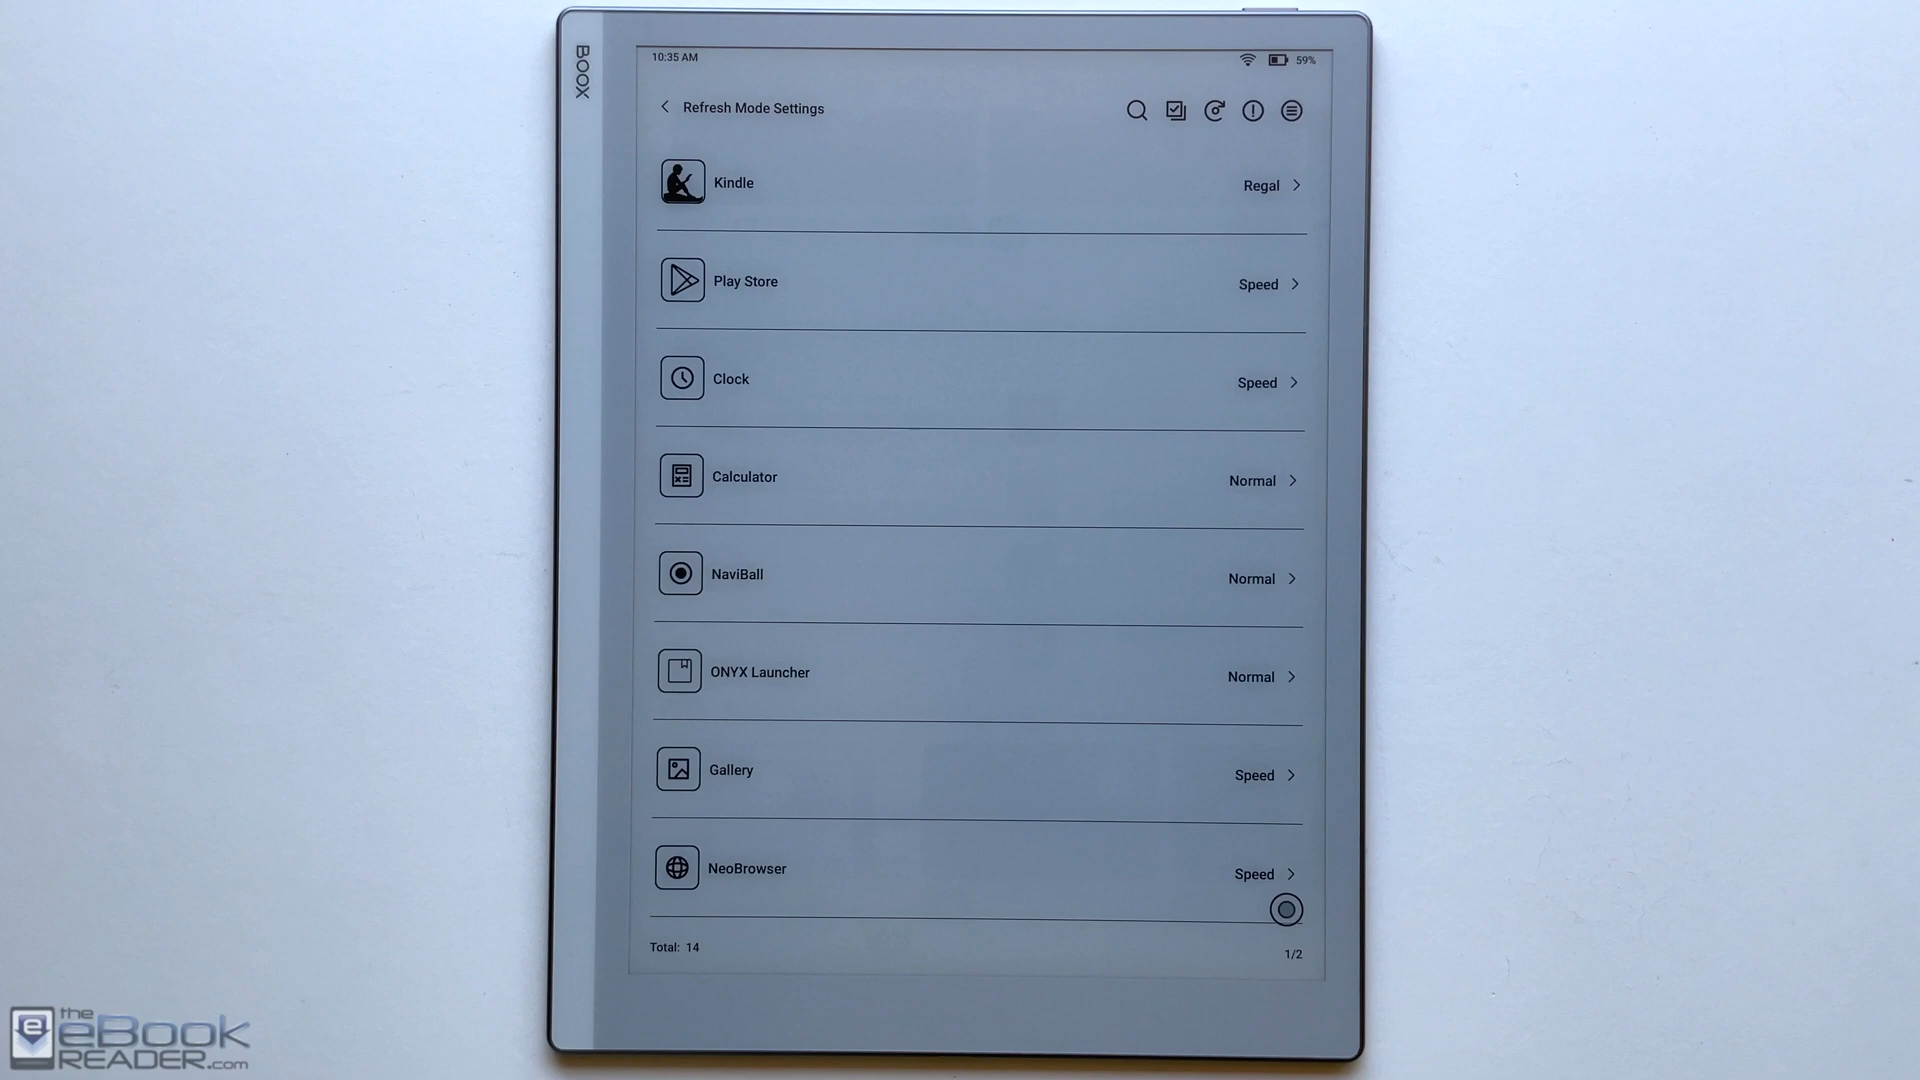 BOOX
10:35 AM
59%
Refresh Mode Settings
Kindle
Regal
Play Store
Speed
Clock
Speed
Calculator
Normal
NaviBall
Normal
ONYX Launcher
Normal
Gallery
Speed
NeoBrowser
Speed
Total: 14
1/2
the
eBook
READER.com